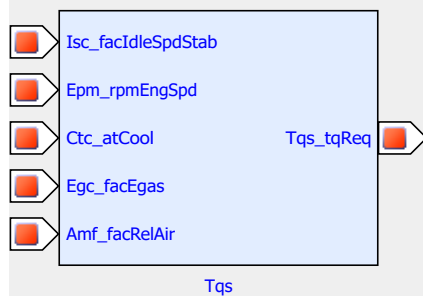 Isc_facIdleSpdStab
Epm_rpmEngSpd
Ctc_atCool
Tqs_tqReq
Egc_facEgas
Amf_facRelAir
Tqs